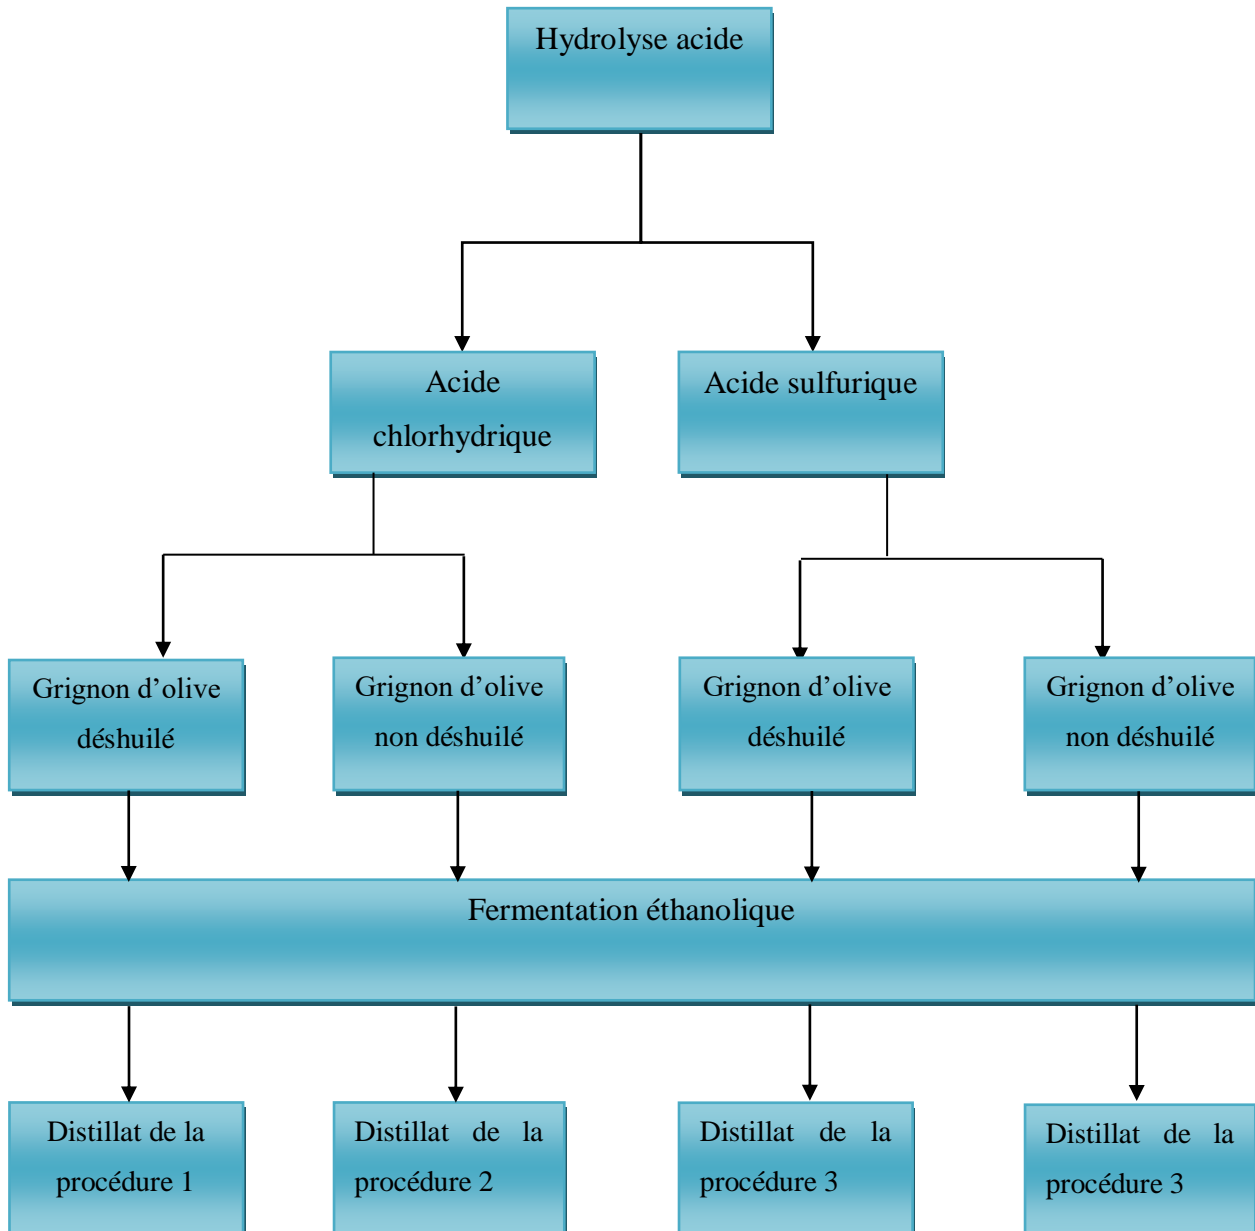 Hydrolyse acide
Acide
chlorhydrique
Acide sulfurique
Grignon d’olive
déshuilé
Grignon d’olive
non déshuilé
Grignon d’olive
déshuilé
Grignon d’olive
non déshuilé
Fermentation éthanolique
Distillat de la
procédure 1
Distillat de la
procédure 2
Distillat de la
procédure 3
Distillat de la
procédure 3